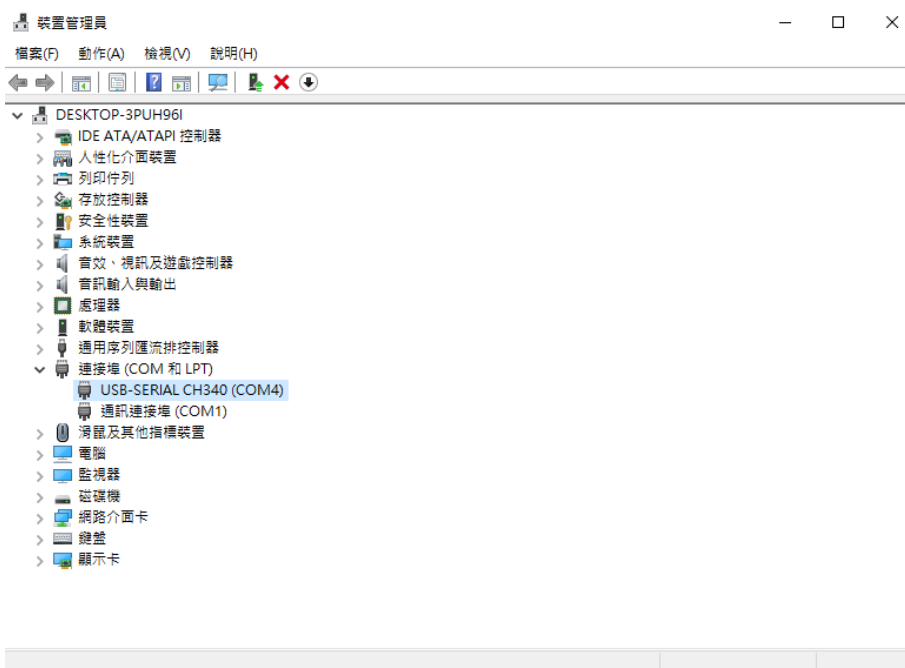 裝置管理員
檔案(F) 動作(A) 檢視(V) 說明(H)
DESKTOP-3PUH96I
IDE ATA/ATAPI 控制器
人性化介面裝置
列印佇列
存放控制器
安全性裝置
系統裝置
音效、視訊及遊戲控制器
音訊輸入與輸出
處理器
軟體裝置
通用序列匯流排控制器
連接埠 (COM 和 LPT)
USB-SERIAL CH340 (COM4)
通訊連接埠 (COM1)
滑鼠及其他指標裝置
電腦
監視器
磁碟機
網路介面卡
鍵盤
顯示卡